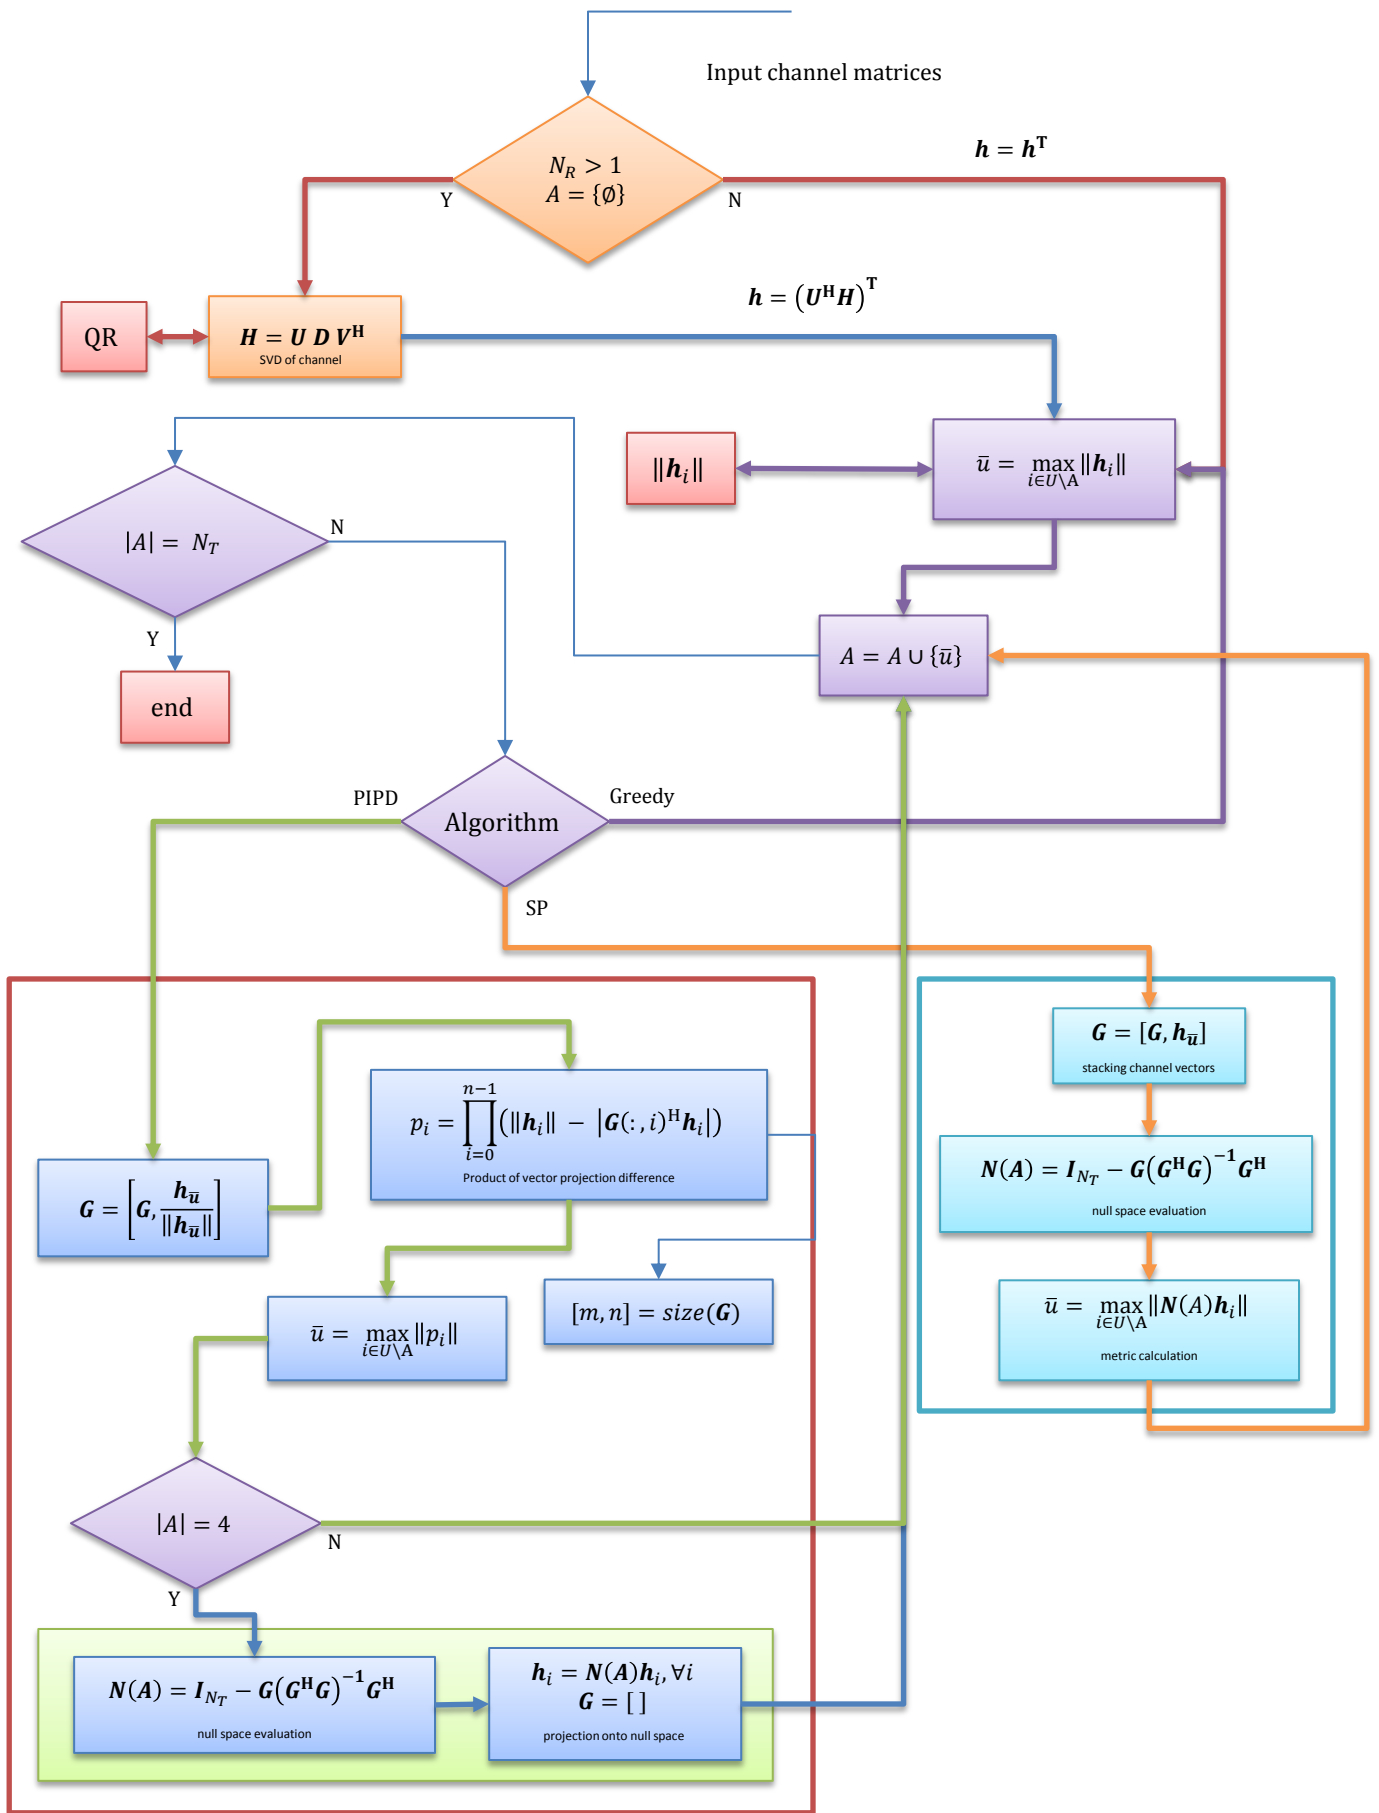 Input channel matrices
N_R > 1
A = {∅}
Y
N
h = h^T
QR
H = U D V^H
SVD of channel
h = (U^H H)^T
‖h_i‖
ū = max_{i∈U\A} ‖h_i‖
|A| = N_T
N
Y
end
A = A ∪ {ū}
PIPD
Algorithm
Greedy
SP
G = [G, h_ū]
stacking channel vectors
p_i = ∏_{i=0}^{n−1} (‖h_i‖ − |G(:, i)^H h_i|)
Product of vector projection difference
G = [G, h_ū / ‖h_ū‖]
N(A) = I_{N_T} − G(G^H G)^{−1} G^H
null space evaluation
[m, n] = size(G)
ū = max_{i∈U\A} ‖p_i‖
ū = max_{i∈U\A} ‖N(A)h_i‖
metric calculation
|A| = 4
N
Y
N(A) = I_{N_T} − G(G^H G)^{−1} G^H
null space evaluation
h_i = N(A)h_i, ∀i
G = [ ]
projection onto null space